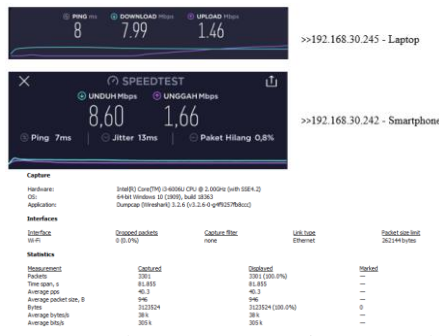 PING ms DOWNLOAD Mbps UPLOAD Mbps
8 7.99 1.46
>>192.168.30.245 - Laptop
SPEEDTEST
UNDUH Mbps UNGGAH Mbps
8,60 1,66
>>192.168.30.242 - Smartphone
Ping 7ms Jitter 13ms Paket Hilang 0,8%
Capture
Hardware: Intel(R) Core(TM) i3-6006U CPU @ 2.00GHz (with SSE4.2)
OS: 64-bit Windows 10 (1909), build 18363
Application: Dumpcap (Wireshark) 3.2.6 (v3.2.6-0-g4f9257fb8ccc)
Interfaces
Interface Dropped packets Capture filter Link type Packet size limit
Wi-Fi 0 (0.0%) none Ethernet 262144 bytes
Statistics
Measurement Captured Displayed Marked
Packets 3301 3301 (100.0%) —
Time span, s 81.855 81.855 —
Average pps 40.3 40.3 —
Average packet size, B 946 946 —
Bytes 3123524 3123524 (100.0%) 0
Average bytes/s 38 k 38 k —
Average bits/s 305 k 305 k —